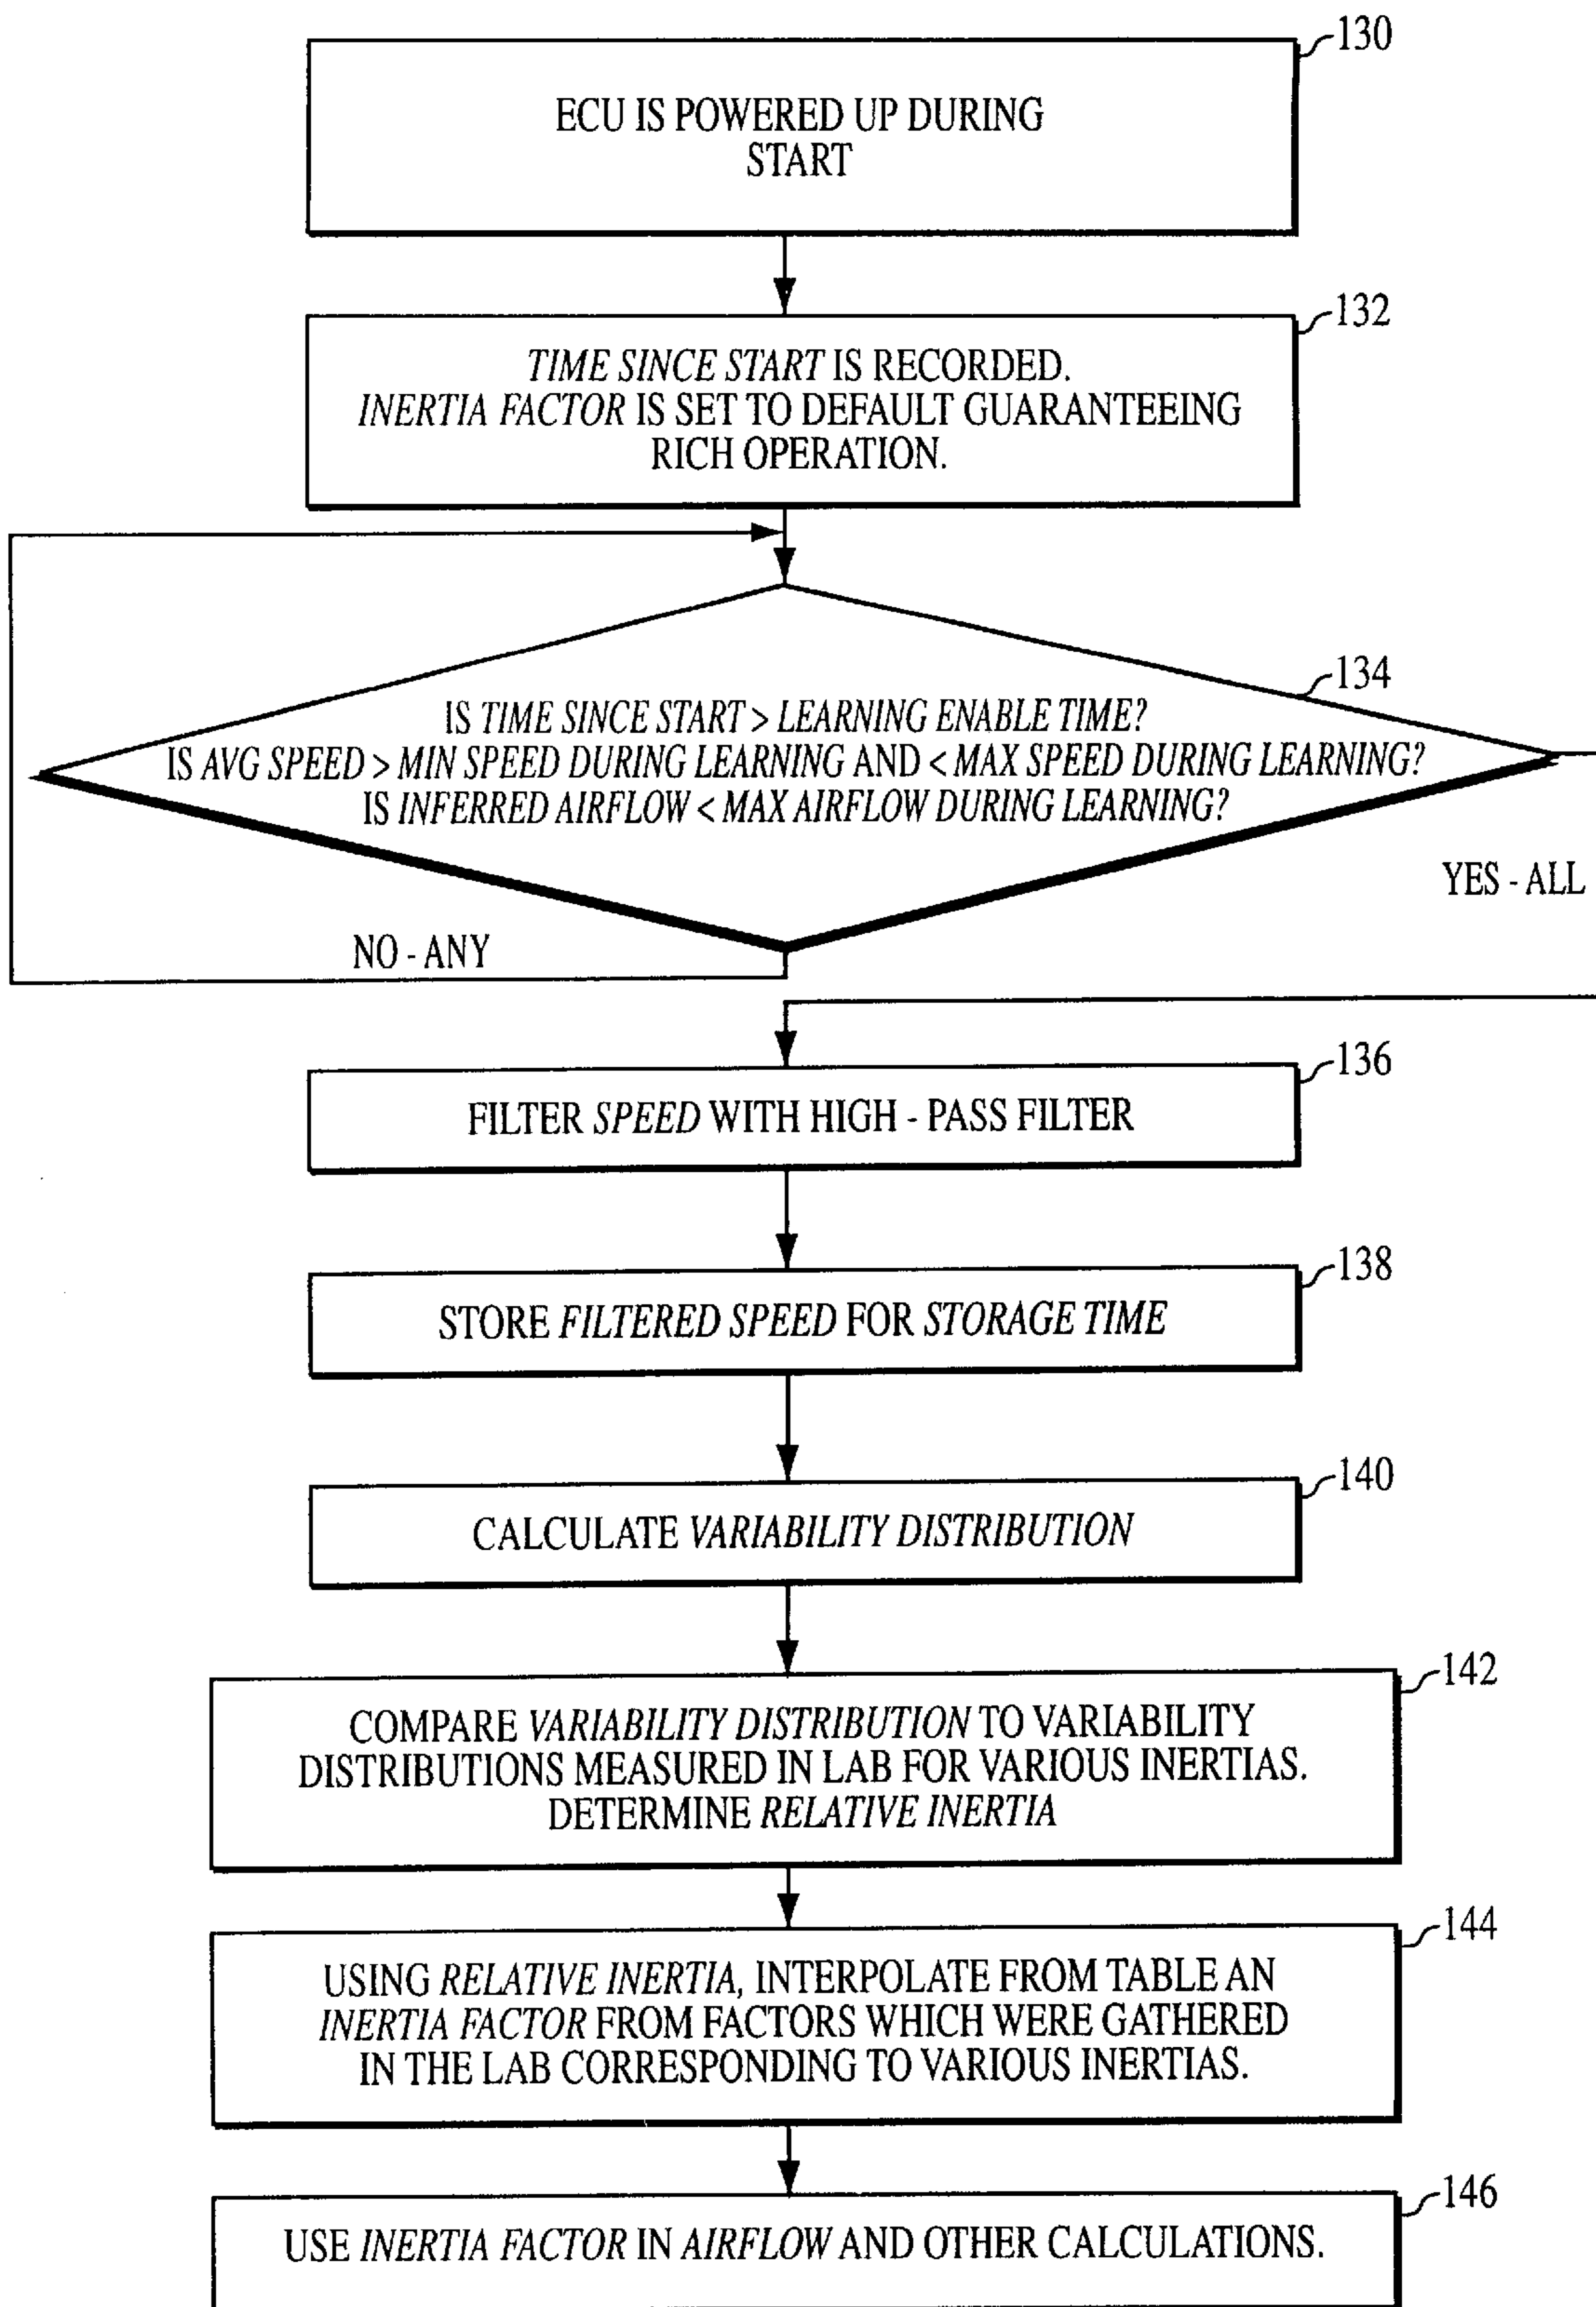 130
ECU IS POWERED UP DURING
START
132
TIME SINCE START IS RECORDED.
INERTIA FACTOR IS SET TO DEFAULT GUARANTEEING
RICH OPERATION.
134
IS TIME SINCE START > LEARNING ENABLE TIME?
IS AVG SPEED > MIN SPEED DURING LEARNING AND < MAX SPEED DURING LEARNING?
IS INFERRED AIRFLOW < MAX AIRFLOW DURING LEARNING?
YES - ALL
NO - ANY
136
FILTER SPEED WITH HIGH - PASS FILTER
138
STORE FILTERED SPEED FOR STORAGE TIME
140
CALCULATE VARIABILITY DISTRIBUTION
142
COMPARE VARIABILITY DISTRIBUTION TO VARIABILITY
DISTRIBUTIONS MEASURED IN LAB FOR VARIOUS INERTIAS.
DETERMINE RELATIVE INERTIA
144
USING RELATIVE INERTIA, INTERPOLATE FROM TABLE AN
INERTIA FACTOR FROM FACTORS WHICH WERE GATHERED
IN THE LAB CORRESPONDING TO VARIOUS INERTIAS.
146
USE INERTIA FACTOR IN AIRFLOW AND OTHER CALCULATIONS.